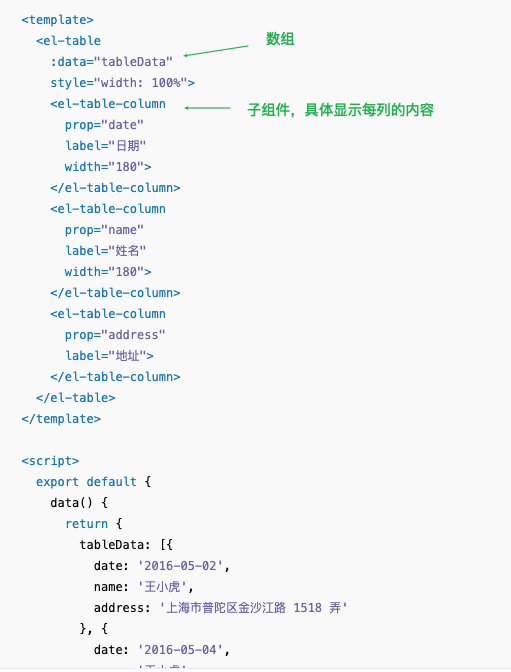 <template>
<el-table
数组
:data="tableData"
style="width: 100%">
<el-table-column
子组件，具体显示每列的内容
prop="date"
label="日期"
width="180">
</el-table-column>
<el-table-column
prop="name"
label="姓名"
width="180">
</el-table-column>
<el-table-column
prop="address"
label="地址">
</el-table-column>
</el-table>
</template>
<script>
export default {
data() {
return {
tableData: [{
date: '2016-05-02',
name: '王小虎',
address: '上海市普陀区金沙江路 1518 弄'
}, {
date: '2016-05-04',